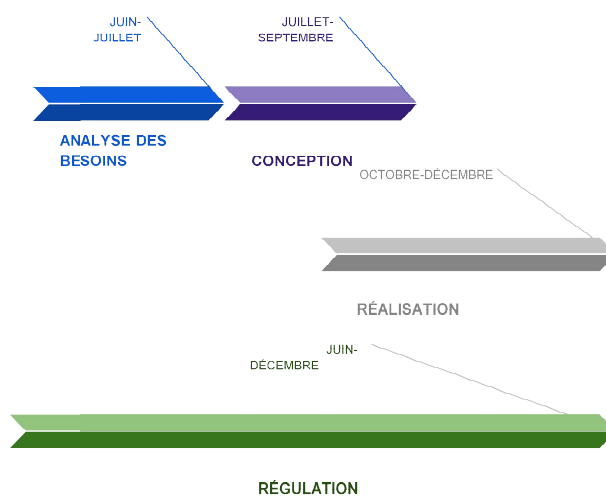 JUIN-
JUILLET
JUILLET-
SEPTEMBRE
ANALYSE DES
BESOINS
CONCEPTION
OCTOBRE-DÉCEMBRE
RÉALISATION
JUIN-
DÉCEMBRE
RÉGULATION